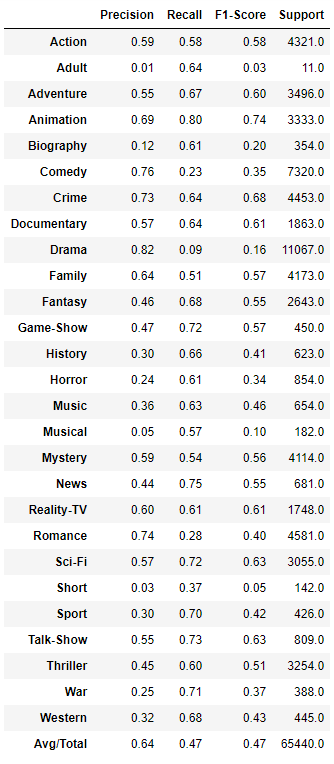 Precision Recall F1-Score Support
Action 0.59 0.58 0.58 4321.0
Adult 0.01 0.64 0.03 11.0
Adventure 0.55 0.67 0.60 3496.0
Animation 0.69 0.80 0.74 3333.0
Biography 0.12 0.61 0.20 354.0
Comedy 0.76 0.23 0.35 7320.0
Crime 0.73 0.64 0.68 4453.0
Documentary 0.57 0.64 0.61 1863.0
Drama 0.82 0.09 0.16 11067.0
Family 0.64 0.51 0.57 4173.0
Fantasy 0.46 0.68 0.55 2643.0
Game-Show 0.47 0.72 0.57 450.0
History 0.30 0.66 0.41 623.0
Horror 0.24 0.61 0.34 854.0
Music 0.36 0.63 0.46 654.0
Musical 0.05 0.57 0.10 182.0
Mystery 0.59 0.54 0.56 4114.0
News 0.44 0.75 0.55 681.0
Reality-TV 0.60 0.61 0.61 1748.0
Romance 0.74 0.28 0.40 4581.0
Sci-Fi 0.57 0.72 0.63 3055.0
Short 0.03 0.37 0.05 142.0
Sport 0.30 0.70 0.42 426.0
Talk-Show 0.55 0.73 0.63 809.0
Thriller 0.45 0.60 0.51 3254.0
War 0.25 0.71 0.37 388.0
Western 0.32 0.68 0.43 445.0
Avg/Total 0.64 0.47 0.47 65440.0